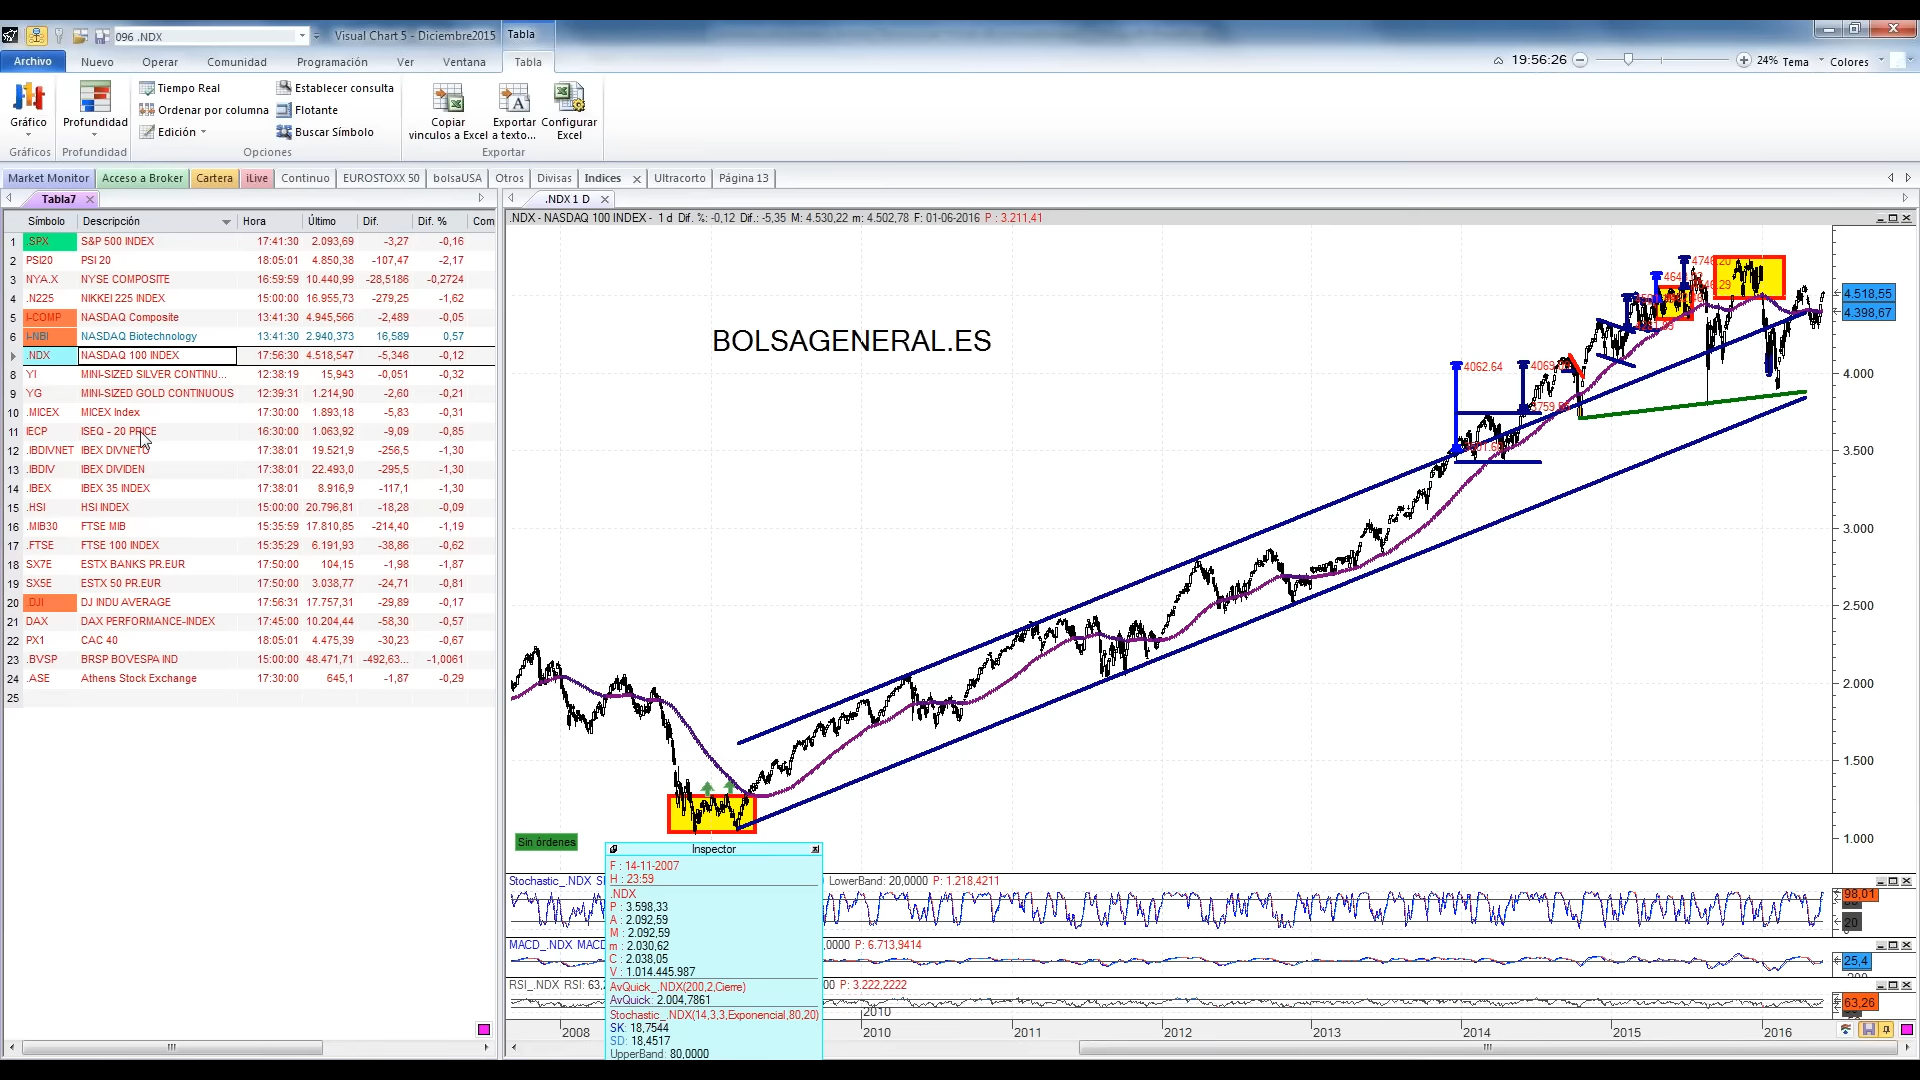 096 .NDX
Visual Chart 5 - Diciembre2015
Tabla
Archivo Nuevo Operar Comunidad Programación Ver Ventana Tabla
19:56:26
24% Tema Colores
Gráfico
Profundidad
Tiempo Real
Ordenar por columna
Edición
Establecer consulta
Flotante
Buscar Símbolo
Copiar vinculos a Excel
Exportar a texto...
Configurar Excel
Gráficos Profundidad Opciones Exportar
Market Monitor Acceso a Broker Cartera iLive Continuo EUROSTOXX 50 bolsaUSA Otros Divisas Indices Ultracorto Página 13
Tabla7
Símbolo Descripción Hora Último Dif. Dif. % Com
1 .SPX S&P 500 INDEX 17:41:30 2.093,69 -3,27 -0,16
2 PSI20 PSI 20 18:05:01 4.850,38 -107,47 -2,17
3 NYA.X NYSE COMPOSITE 16:59:59 10.440,99 -28,5186 -0,2724
4 .N225 NIKKEI 225 INDEX 15:00:00 16.955,73 -279,25 -1,62
5 I-COMP NASDAQ Composite 13:41:30 4.945,566 -2,489 -0,05
6 I-NBI NASDAQ Biotechnology 13:41:30 2.940,373 16,589 0,57
.NDX NASDAQ 100 INDEX 17:56:30 4.518,547 -5,346 -0,12
8 YI MINI-SIZED SILVER CONTINU... 12:38:19 15,943 -0,051 -0,32
9 YG MINI-SIZED GOLD CONTINUOUS 12:39:31 1.214,90 -2,60 -0,21
10 .MICEX MICEX Index 17:30:00 1.893,18 -5,83 -0,31
11 IECP ISEQ - 20 PRICE 16:30:00 1.063,92 -9,09 -0,85
12 .IBDIVNET IBEX DIVNETO 17:38:01 19.521,9 -256,5 -1,30
13 .IBDIV IBEX DIVIDEN 17:38:01 22.493,0 -295,5 -1,30
14 .IBEX IBEX 35 INDEX 17:38:01 8.916,9 -117,1 -1,30
15 .HSI HSI INDEX 15:00:00 20.796,81 -18,28 -0,09
16 .MIB30 FTSE MIB 15:35:59 17.810,85 -214,40 -1,19
17 .FTSE FTSE 100 INDEX 15:35:29 6.191,93 -38,86 -0,62
18 SX7E ESTX BANKS PR.EUR 17:50:00 104,15 -1,98 -1,87
19 SX5E ESTX 50 PR.EUR 17:50:00 3.038,77 -24,71 -0,81
20 .DJI DJ INDU AVERAGE 17:56:31 17.757,31 -29,89 -0,17
21 DAX DAX PERFORMANCE-INDEX 17:45:00 10.204,44 -58,30 -0,57
22 PX1 CAC 40 18:05:01 4.475,39 -30,23 -0,67
23 .BVSP BRSP BOVESPA IND 15:00:00 48.471,71 -492,63... -1,0061
24 .ASE Athens Stock Exchange 17:30:00 645,1 -1,87 -0,29
25
.NDX 1 D
.NDX - NASDAQ 100 INDEX - 1 d Dif. %: -0,12 Dif.: -5,35 M: 4.530,22 m: 4.502,78 F: 01-06-2016 P : 3.211,41
BOLSAGENERAL.ES
4746.20
4062.64
4.518,55
4.398,67
4.000
3.500
3.000
2.500
2.000
1.500
1.000
Sin órdenes
Inspector
F : 14-11-2007
H : 23:59
.NDX
P : 3.598,33
A : 2.092,59
M : 2.092,59
m : 2.030,62
C : 2.038,05
V : 1.014.445.987
AvQuick_.NDX(200,2,Cierre)
AvQuick: 2.004,7861
Stochastic_.NDX(14,3,3,Exponencial,80,20)
SK: 18,7544
SD: 18,4517
UpperBand: 80,0000
Stochastic_.NDX
LowerBand: 20,0000 P: 1.218,4211
98,01
20
MACD_.NDX
P: 6.713,9414
25,4
RSI_.NDX RSI:
P: 3.222,2222
63,26
2010
2008 2010 2011 2012 2013 2014 2015 2016